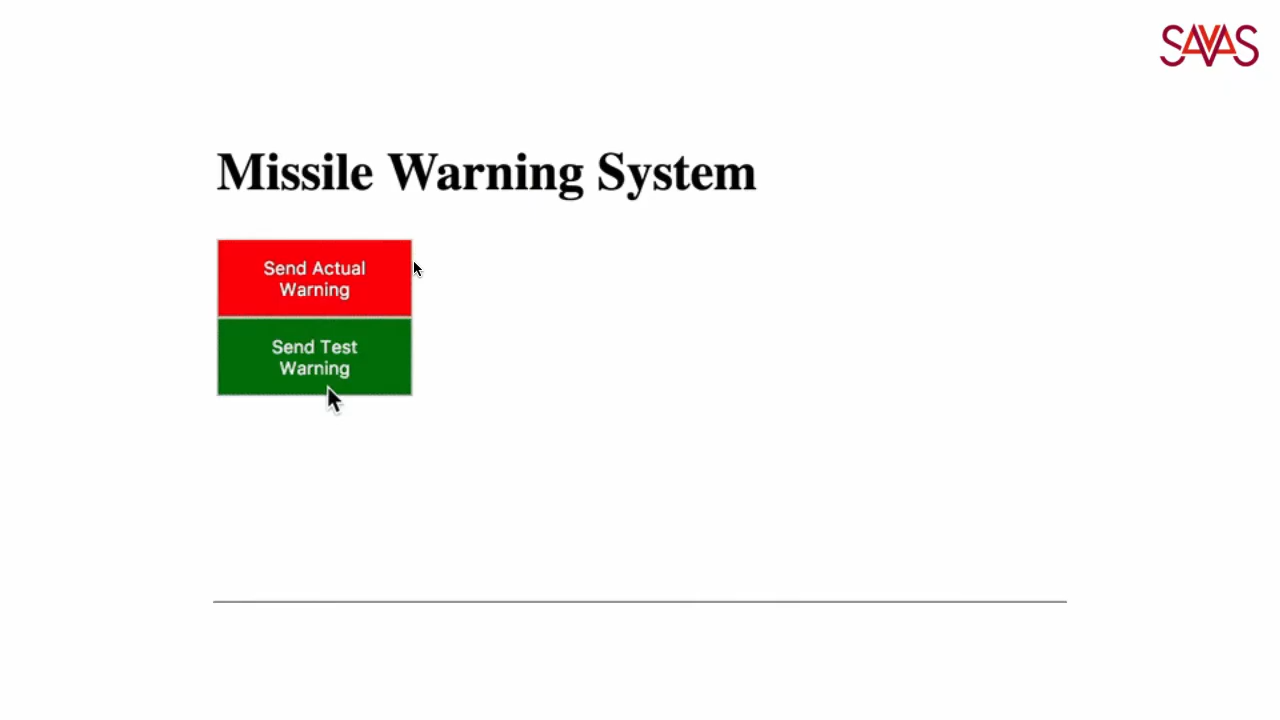 SAVAS
Missile Warning System
Send Actual
Warning
Send Test
Warning